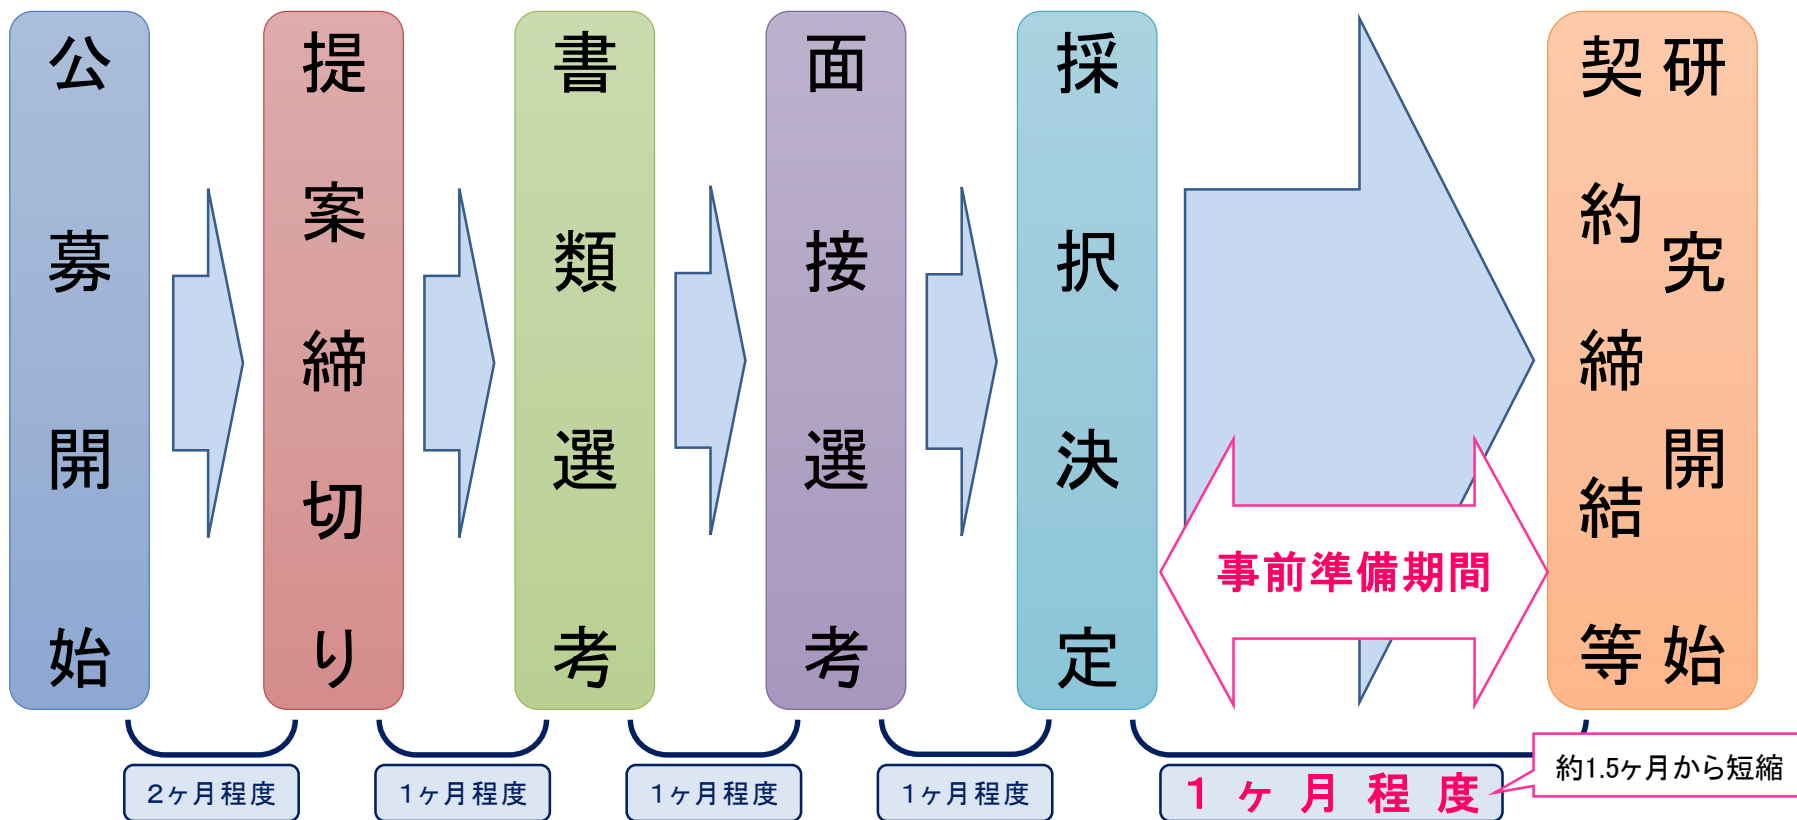 公募開始
提案締切り
書類選考
面接選考
採択決定
研究開始
契約締結等
事前準備期間
2ヶ月程度
1ヶ月程度
1ヶ月程度
1ヶ月程度
1ヶ月程度
約1.5ヶ月から短縮